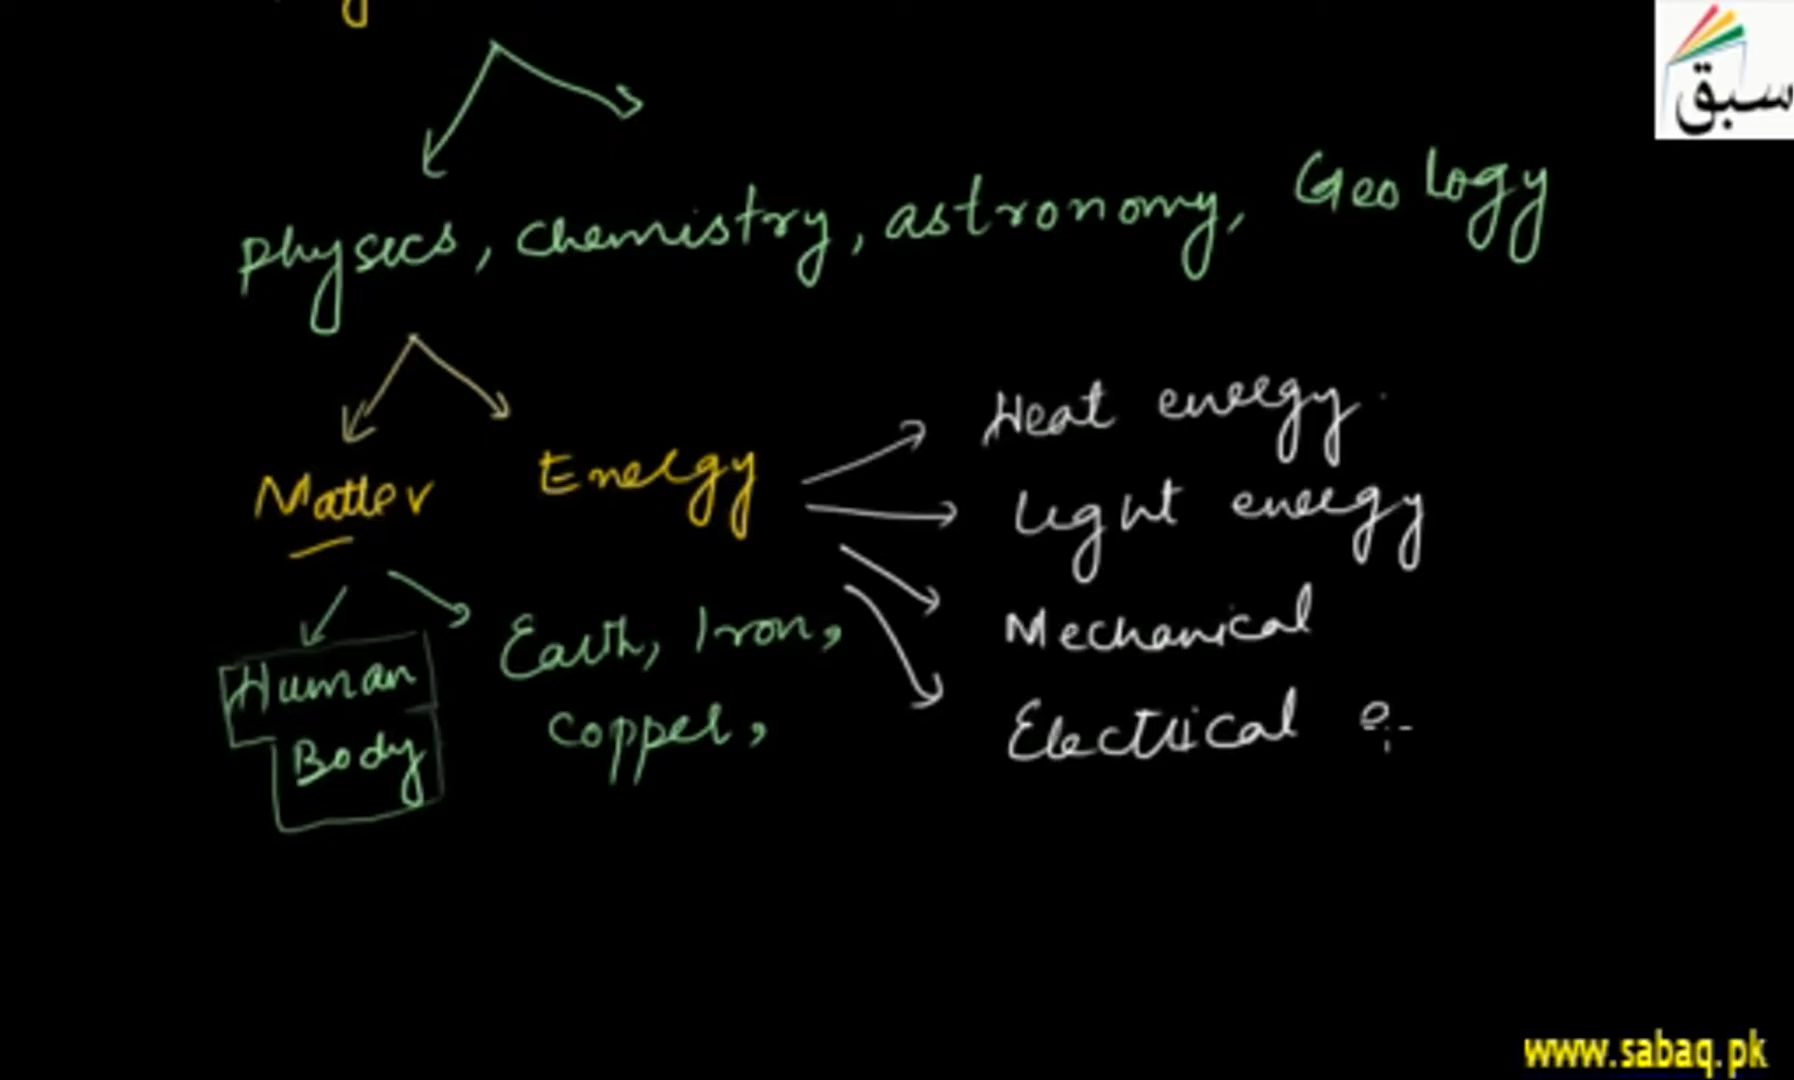 سبق
Physics, Chemistry, astronomy, Geology
Matter Energy
Heat energy
Light energy
Mechanical
Electrical e
Human
Body
Earth, Iron,
Copper,
www.sabaq.pk